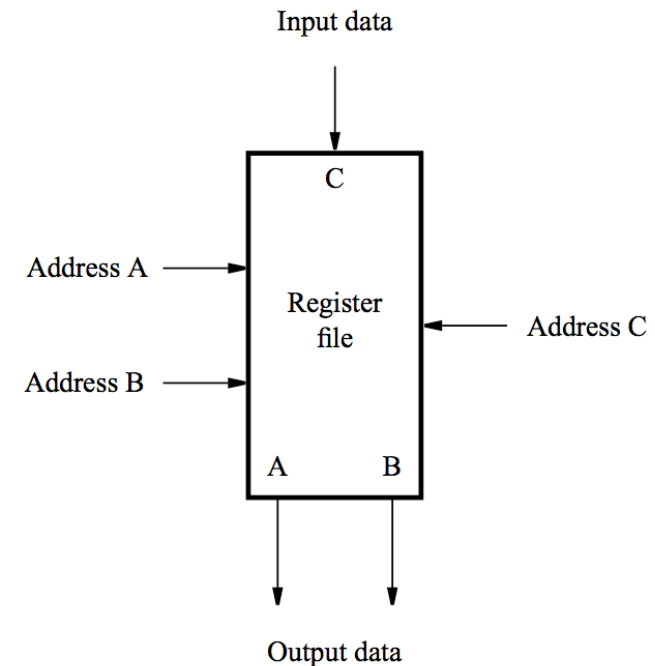 Input data
C
Address A
Register
file
Address C
Address B
A
B
Output data